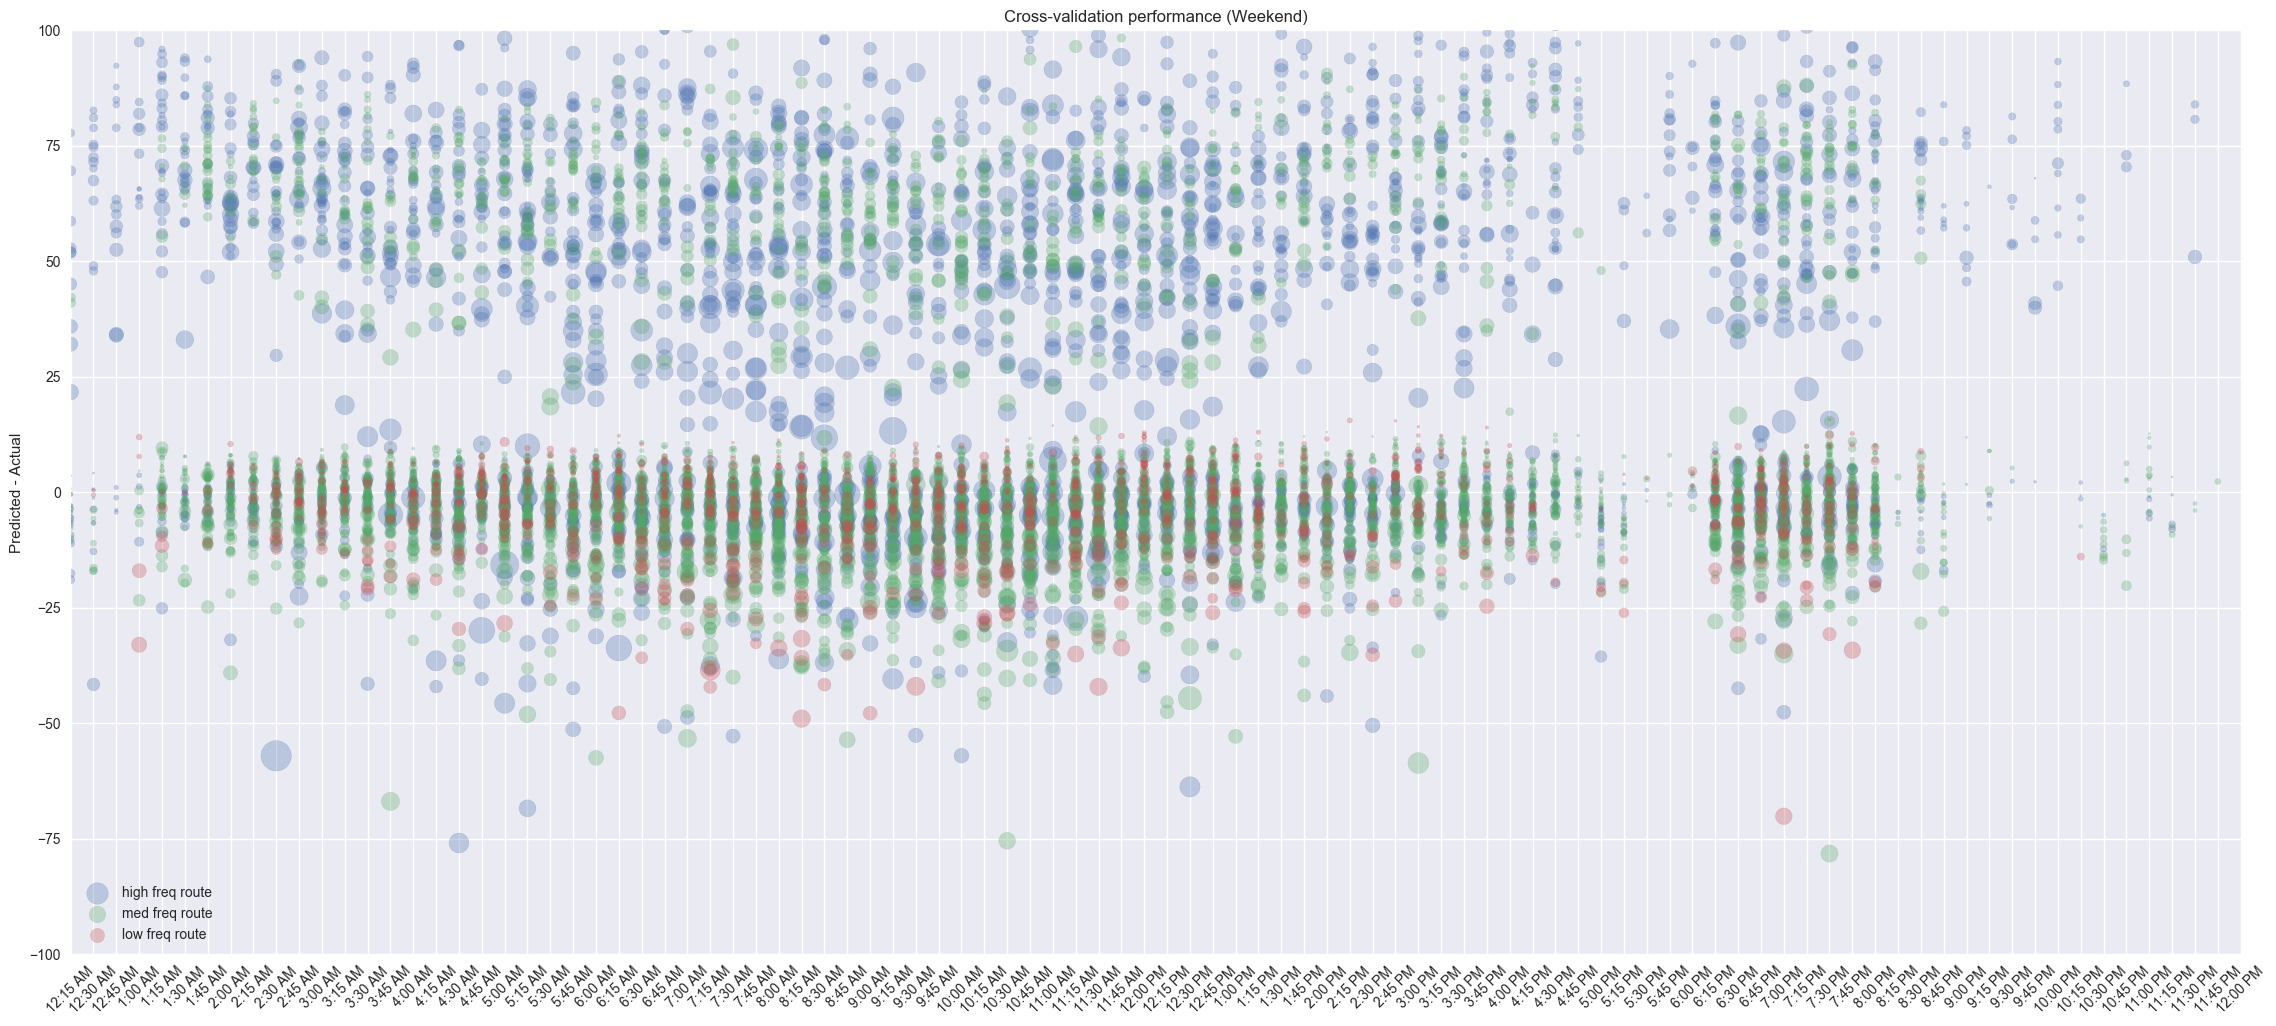 Cross-validation performance (Weekend)
Predicted - Actual
100
75
50
25
0
−25
−50
−75
−100
high freq route
med freq route
low freq route
12:15 AM
12:30 AM
12:45 AM
1:00 AM
1:15 AM
1:30 AM
1:45 AM
2:00 AM
2:15 AM
2:30 AM
2:45 AM
3:00 AM
3:15 AM
3:30 AM
3:45 AM
4:00 AM
4:15 AM
4:30 AM
4:45 AM
5:00 AM
5:15 AM
5:30 AM
5:45 AM
6:00 AM
6:15 AM
6:30 AM
6:45 AM
7:00 AM
7:15 AM
7:30 AM
7:45 AM
8:00 AM
8:15 AM
8:30 AM
8:45 AM
9:00 AM
9:15 AM
9:30 AM
9:45 AM
10:00 AM
10:15 AM
10:30 AM
10:45 AM
11:00 AM
11:15 AM
11:30 AM
11:45 AM
12:00 PM
12:15 PM
12:30 PM
12:45 PM
1:00 PM
1:15 PM
1:30 PM
1:45 PM
2:00 PM
2:15 PM
2:30 PM
2:45 PM
3:00 PM
3:15 PM
3:30 PM
3:45 PM
4:00 PM
4:15 PM
4:30 PM
4:45 PM
5:00 PM
5:15 PM
5:30 PM
5:45 PM
6:00 PM
6:15 PM
6:30 PM
6:45 PM
7:00 PM
7:15 PM
7:30 PM
7:45 PM
8:00 PM
8:15 PM
8:30 PM
8:45 PM
9:00 PM
9:15 PM
9:30 PM
9:45 PM
10:00 PM
10:15 PM
10:30 PM
10:45 PM
11:00 PM
11:15 PM
11:30 PM
11:45 PM
12:00 PM